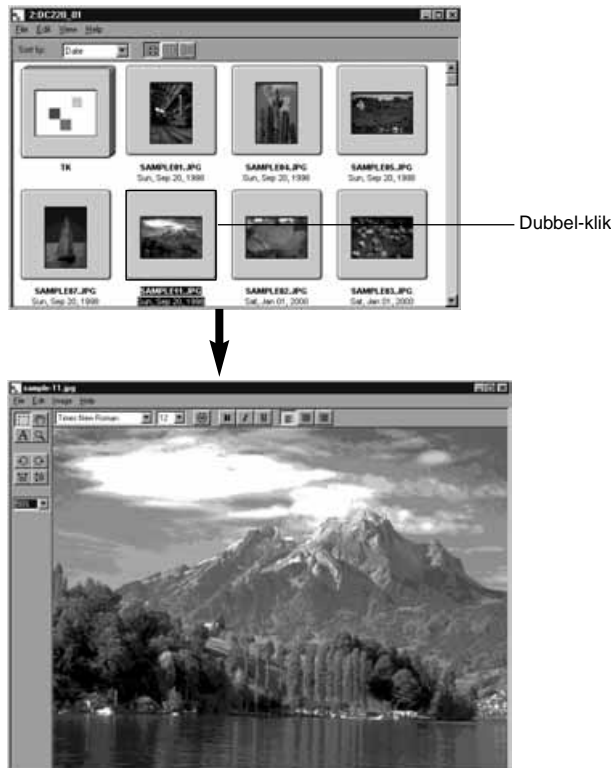 2:DC220_01
File Edit View Help
Sort by: Date
TK
SAMPLE01.JPG
Sun, Sep 20, 1998
SAMPLE04.JPG
Sun, Sep 20, 1998
SAMPLE05.JPG
Sun, Sep 20, 1998
SAMPLE07.JPG
Sun, Sep 20, 1998
SAMPLE11.JPG
Sun, Sep 20, 1998
SAMPLE02.JPG
Sat, Jan 01, 2000
SAMPLE03.JPG
Sat, Jan 01, 2000
Dubbel-klik
sample-11.jpg
File Edit Image Help
Times New Roman 12
A